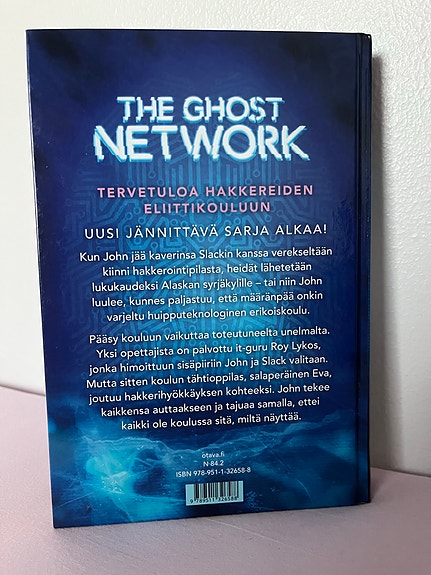 THE GHOST
NETWORK
TERVETULOA HAKKEREIDEN
ELIITTIKOULUUN
UUSI JÄNNITTÄVÄ SARJA ALKAA!
Kun John jää kaverinsa Slackin kanssa verekseltään
kiinni hakkerointipilasta, heidät lähetetään
lukukaudeksi Alaskan syrjäkylille – tai niin John
luulee, kunnes paljastuu, että määränpää onkin
varjeltu huipputeknologinen erikoiskoulu.
Pääsy kouluun vaikuttaa toteutuneelta unelmalta.
Yksi opettajista on palvottu it-guru Roy Lykos,
jonka himoittuun sisäpiiriin John ja Slack valitaan.
Mutta sitten koulun tähtioppilas, salaperäinen Eva,
joutuu hakkerihyökkäyksen kohteeksi. John tekee
kaikkensa auttaakseen ja tajuaa samalla, ettei
kaikki ole koulussa sitä, miltä näyttää.
otava.fi
N 84.2
ISBN 978-951-1-32658-8
9 789511 326588